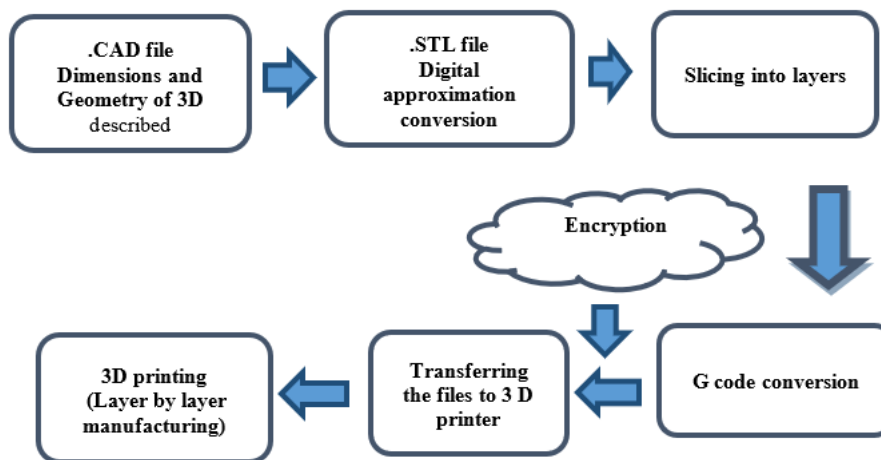 .CAD file
Dimensions and
Geometry of 3D
described
.STL file
Digital
approximation
conversion
Slicing into layers
Encryption
G code conversion
Transferring
the files to 3 D
printer
3D printing
(Layer by layer
manufacturing)